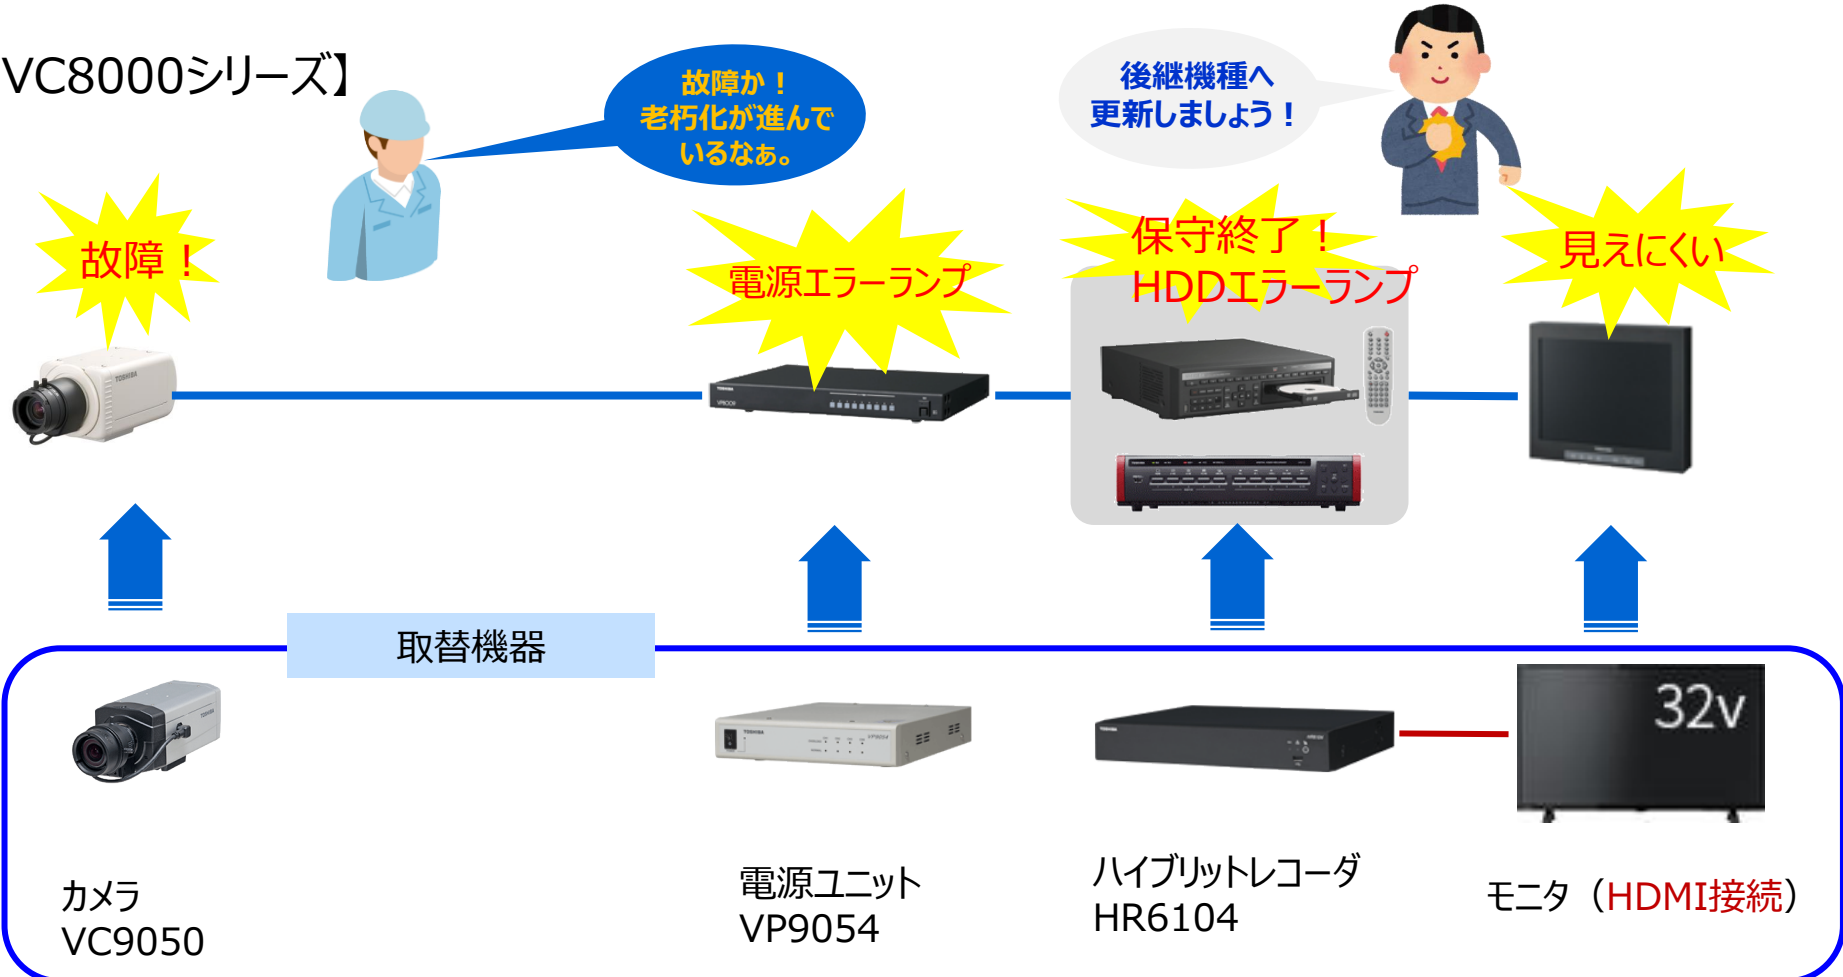 VC8000シリーズ】
故障か！
老朽化が進んで
いるなぁ。
後継機種へ
更新しましょう！
故障！
電源エラーランプ
保守終了！
HDDエラーランプ
見えにくい
TOSHIBA
TOSHIBA
取替機器
TOSHIBA
VP9054
TOSHIBA
32v
カメラ
VC9050
電源ユニット
VP9054
ハイブリットレコーダ
HR6104
モニタ（HDMI接続）